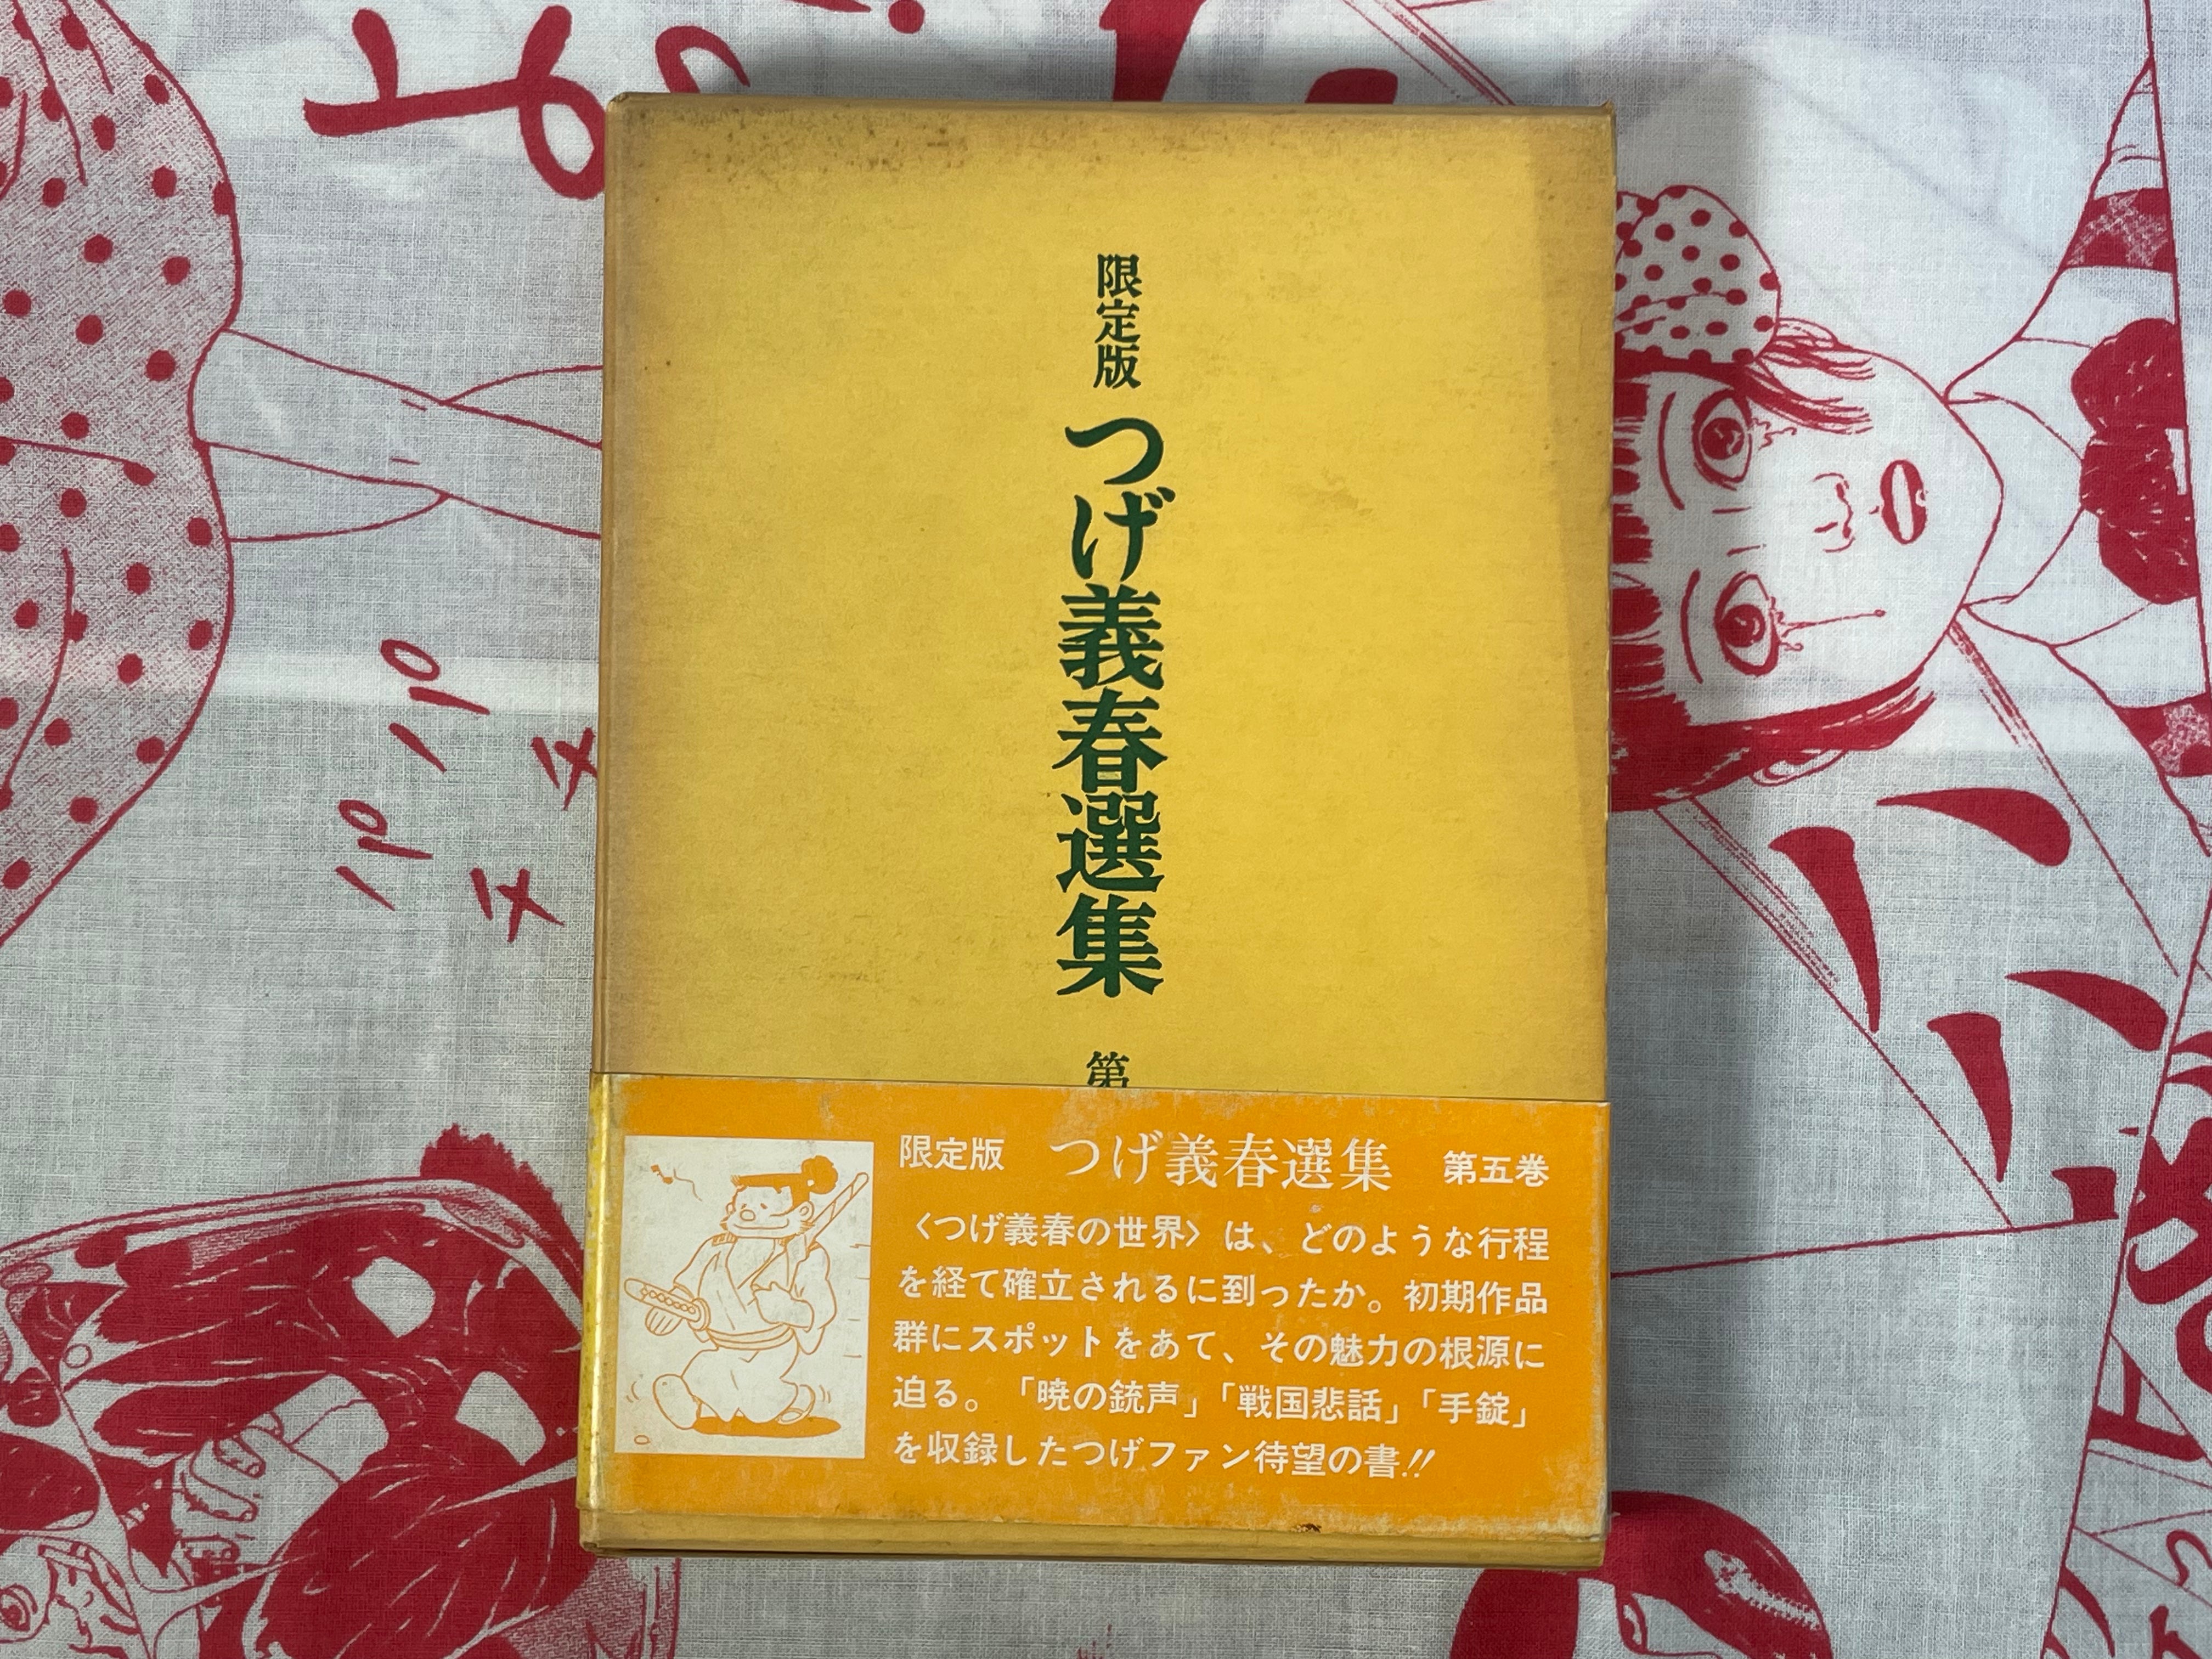 限定版 つげ義春選集 第
限定版 つげ義春選集 第五巻
〈つげ義春の世界〉は、どのような行程
を経て確立されるに到ったか。初期作品
群にスポットをあて、その魅力の根源に
迫る。「暁の銃声」「戦国悲話」「手錠」
を収録したつげファン待望の書!!